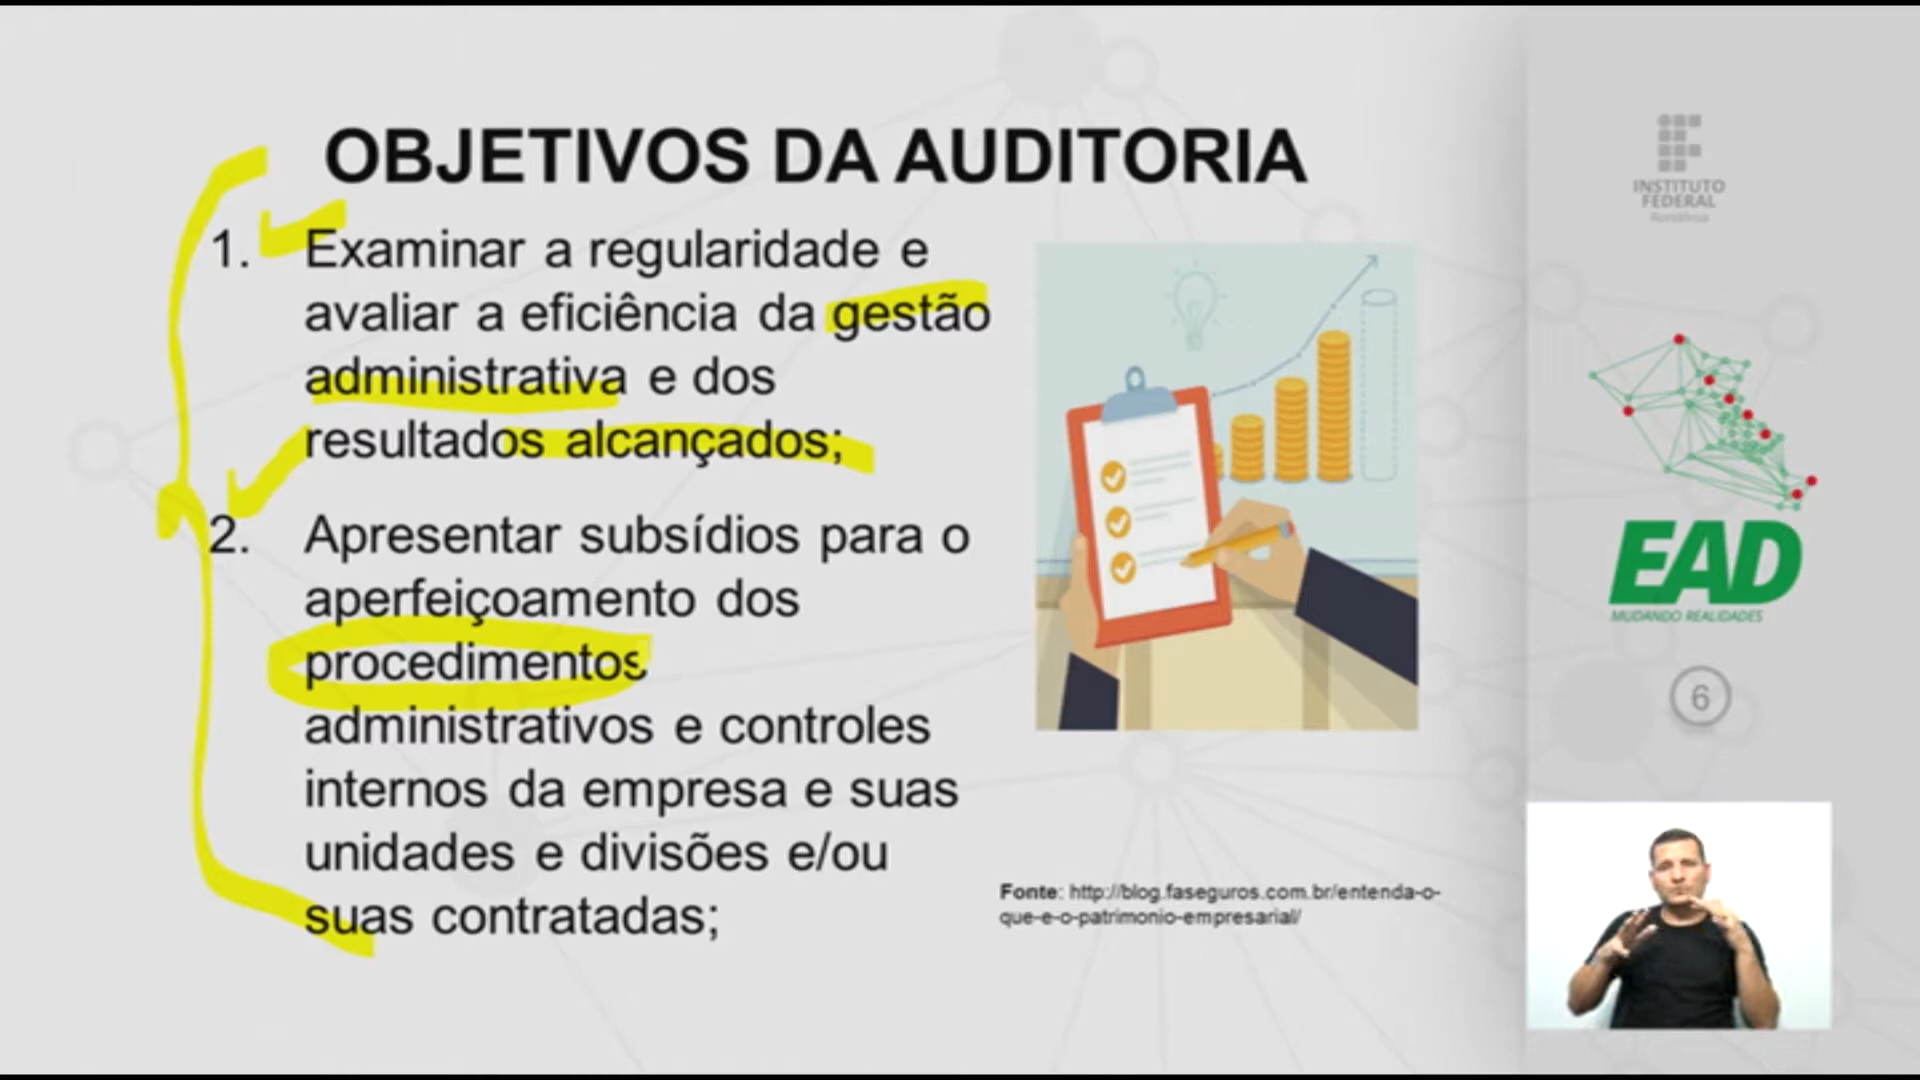 OBJETIVOS DA AUDITORIA
1. Examinar a regularidade e
avaliar a eficiência da gestão
administrativa e dos
resultados alcançados;
2. Apresentar subsídios para o
aperfeiçoamento dos
procedimentos
administrativos e controles
internos da empresa e suas
unidades e divisões e/ou
suas contratadas;
Fonte: http://blog.faseguros.com.br/entenda-o-
que-e-o-patrimonio-empresarial/
INSTITUTO
FEDERAL
Rondônia
EAD
MUDANDO REALIDADES
6